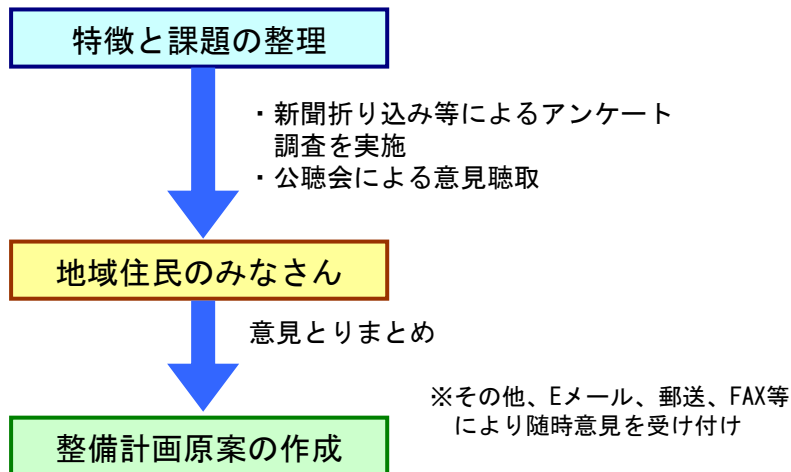 特徴と課題の整理
・新聞折り込み等によるアンケート
調査を実施
・公聴会による意見聴取
地域住民のみなさん
意見とりまとめ
※その他、Eメール、郵送、FAX等
により随時意見を受け付け
整備計画原案の作成